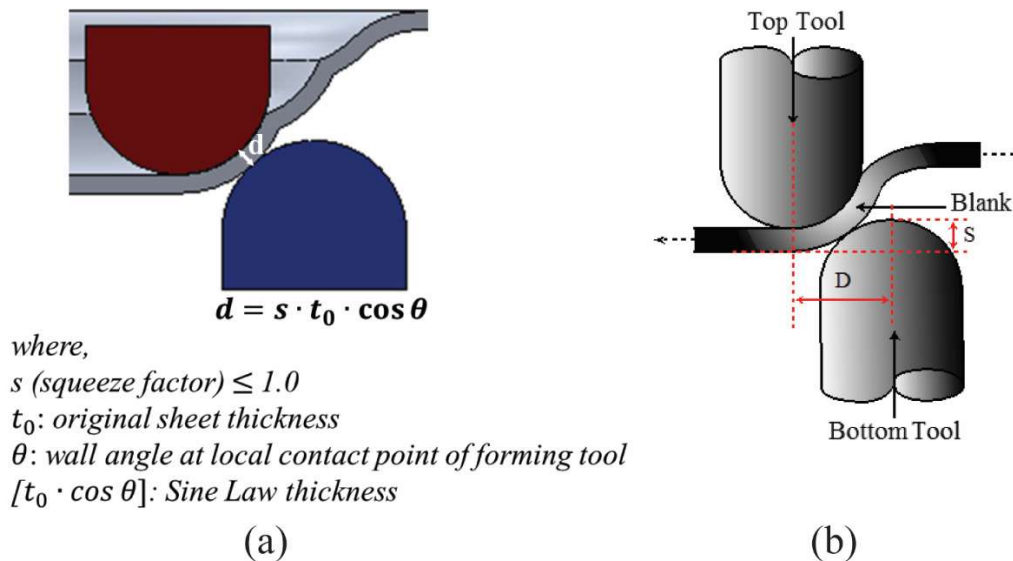 d
d = s · t₀ · cos θ
where,
s (squeeze factor) ≤ 1.0
t₀: original sheet thickness
θ: wall angle at local contact point of forming tool
[t₀ · cos θ]: Sine Law thickness
(a)
Top Tool
Blank
S
D
Bottom Tool
(b)